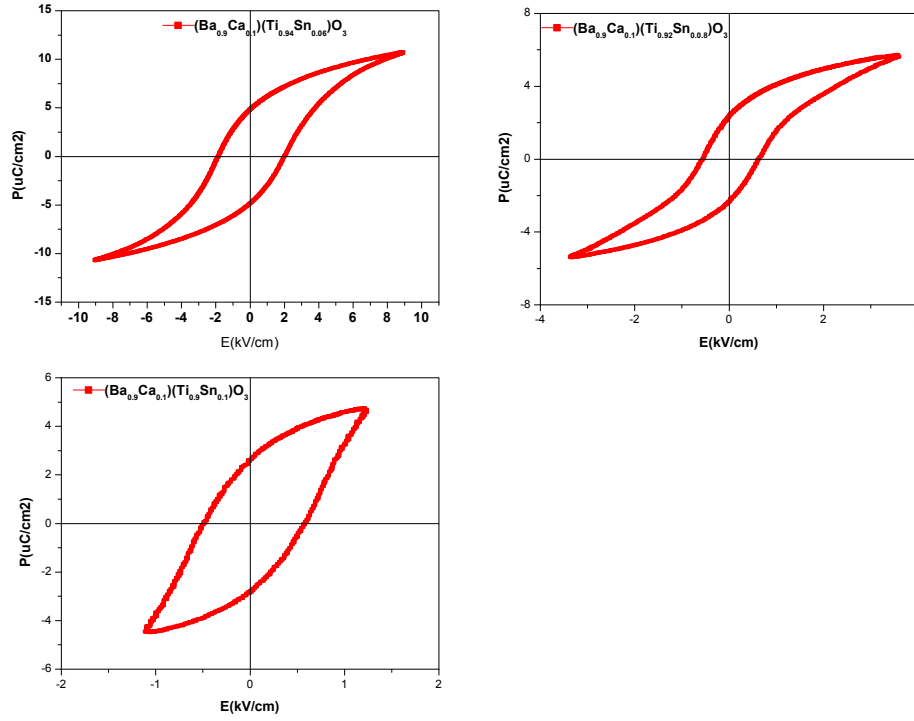 (Ba0.9Ca0.1)(Ti0.94Sn0.06)O3
15
10
5
0
-5
-10
15
P(uC/cm2)
-10 -8 -6 -4 -2 0 2 4 6 8 10
E(kV/cm)
(Ba0.9Ca0.1)(Ti0.92Sn0.0.8)O3
8
4
0
-4
-8
P(uC/cm2)
-4 -2 0 2
E(kV/cm)
(Ba0.9Ca0.1)(Ti0.9Sn0.1)O3
6
4
2
0
-2
-4
-6
P(uC/cm2)
-2 -1 0 1 2
E(kV/cm)